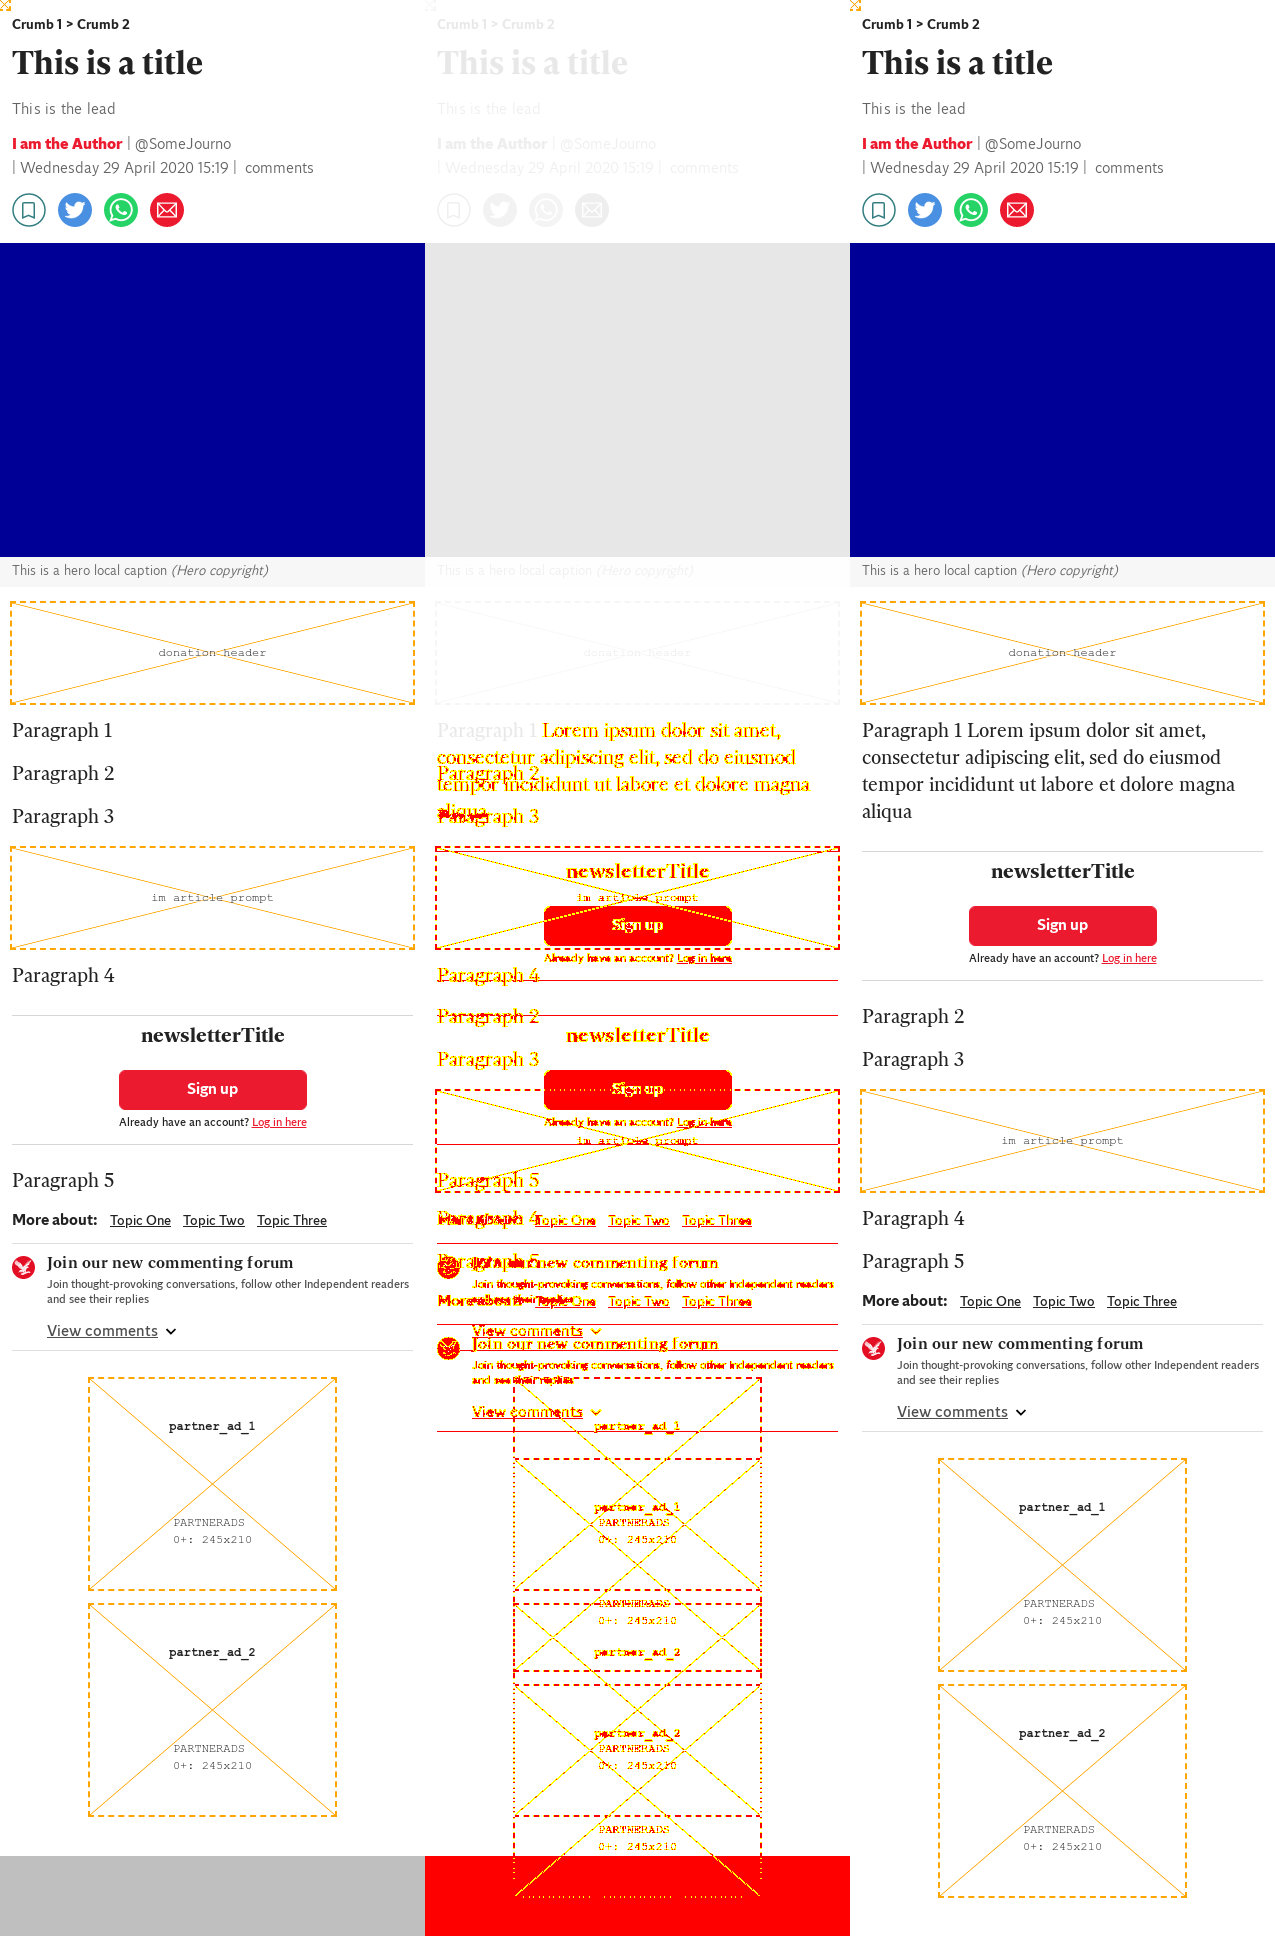 Crumb 1 > Crumb 2
This is a title
This is the lead
I am the Author | @SomeJourno
| Wednesday 29 April 2020 15:19 | comments
This is a hero local caption (Hero copyright)
donation header
Paragraph 1
Paragraph 2
Paragraph 3
im article prompt
Paragraph 4
newsletterTitle
Sign up
Already have an account? Log in here
Paragraph 5
More about: Topic One Topic Two Topic Three
Join our new commenting forum
Join thought-provoking conversations, follow other Independent readers
and see their replies
View comments
partner_ad_1
PARTNERADS
0+: 245x210
partner_ad_2
PARTNERADS
0+: 245x210
Crumb 1 > Crumb 2
This is a title
This is the lead
I am the Author | @SomeJourno
| Wednesday 29 April 2020 15:19 | comments
This is a hero local caption (Hero copyright)
donation header
Paragraph 1 Lorem ipsum dolor sit amet,
consectetur adipiscing elit, sed do eiusmod
Paragraph 2
tempor incididunt ut labore et dolore magna
aliqua
Paragraph 3
newsletterTitle
im article prompt
Sign up
Already have an account? Log in here
Paragraph 4
Paragraph 2
newsletterTitle
Paragraph 3
Sign up
Already have an account? Log in here
im article prompt
Paragraph 5
Paragraph 4
Topic One Topic Two Topic Three
Paragraph 5
new commenting forum
Join thought-provoking conversations, follow other Independent readers
More about: Topic One Topic Two Topic Three
View comments
Join our new commenting forum
Join thought-provoking conversations, follow other Independent readers
and see their replies
View comments
partner_ad_1
partner_ad_1
PARTNERADS
0+: 245x210
PARTNERADS
0+: 245x210
partner_ad_2
partner_ad_2
PARTNERADS
0+: 245x210
PARTNERADS
0+: 245x210
Crumb 1 > Crumb 2
This is a title
This is the lead
I am the Author | @SomeJourno
| Wednesday 29 April 2020 15:19 | comments
This is a hero local caption (Hero copyright)
donation header
Paragraph 1 Lorem ipsum dolor sit amet,
consectetur adipiscing elit, sed do eiusmod
tempor incididunt ut labore et dolore magna
aliqua
newsletterTitle
Sign up
Already have an account? Log in here
Paragraph 2
Paragraph 3
im article prompt
Paragraph 4
Paragraph 5
More about: Topic One Topic Two Topic Three
Join our new commenting forum
Join thought-provoking conversations, follow other Independent readers
and see their replies
View comments
partner_ad_1
PARTNERADS
0+: 245x210
partner_ad_2
PARTNERADS
0+: 245x210